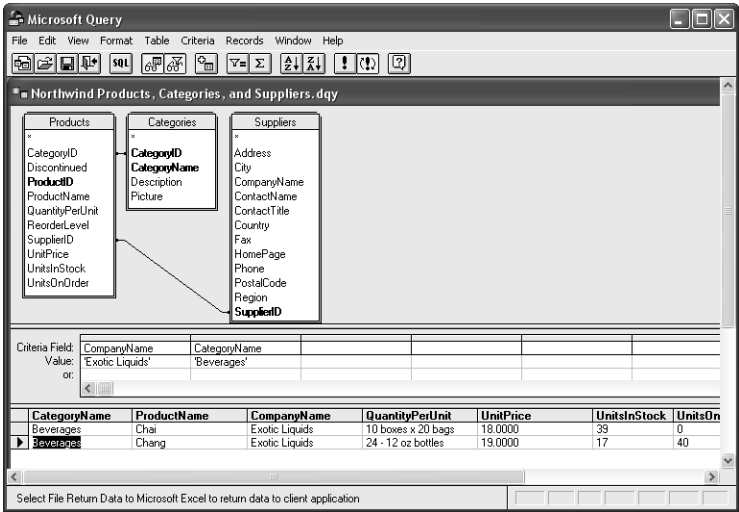 Microsoft Query
File Edit View Format Table Criteria Records Window Help
SQL
Northwind Products, Categories, and Suppliers.dqy
Products
*
CategoryID
Discontinued
ProductID
ProductName
QuantityPerUnit
ReorderLevel
SupplierID
UnitPrice
UnitsInStock
UnitsOnOrder
Categories
*
CategoryID
CategoryName
Description
Picture
Suppliers
*
Address
City
CompanyName
ContactName
ContactTitle
Country
Fax
HomePage
Phone
PostalCode
Region
SupplierID
Criteria Field: CompanyName CategoryName
Value: 'Exotic Liquids' 'Beverages'
or:
CategoryName ProductName CompanyName QuantityPerUnit UnitPrice UnitsInStock UnitsOn
Beverages Chai Exotic Liquids 10 boxes x 20 bags 18.0000 39 0
Beverages Chang Exotic Liquids 24 - 12 oz bottles 19.0000 17 40
Select File Return Data to Microsoft Excel to return data to client application